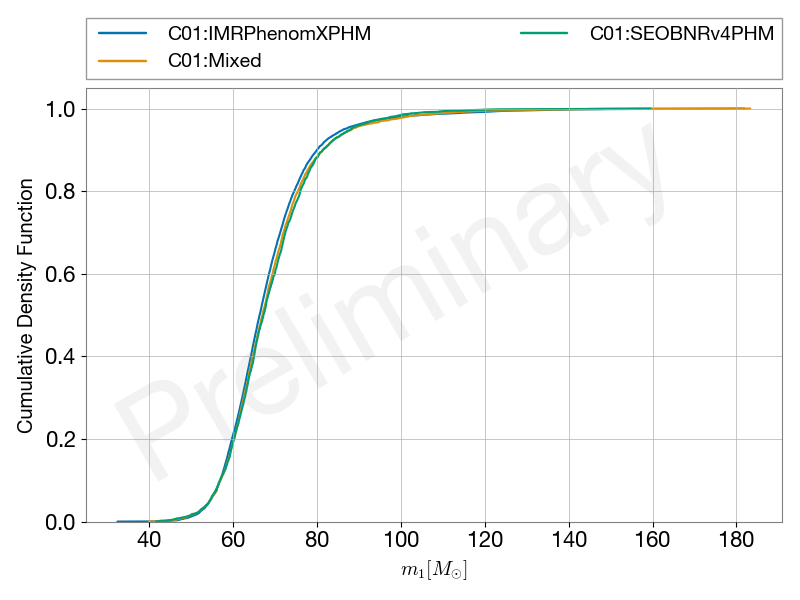 C01:IMRPhenomXPHM
C01:Mixed
C01:SEOBNRv4PHM
Cumulative Density Function
1.0
0.8
0.6
0.4
0.2
0.0
Preliminary
40 60 80 100 120 140 160 180
m₁[M⊙]